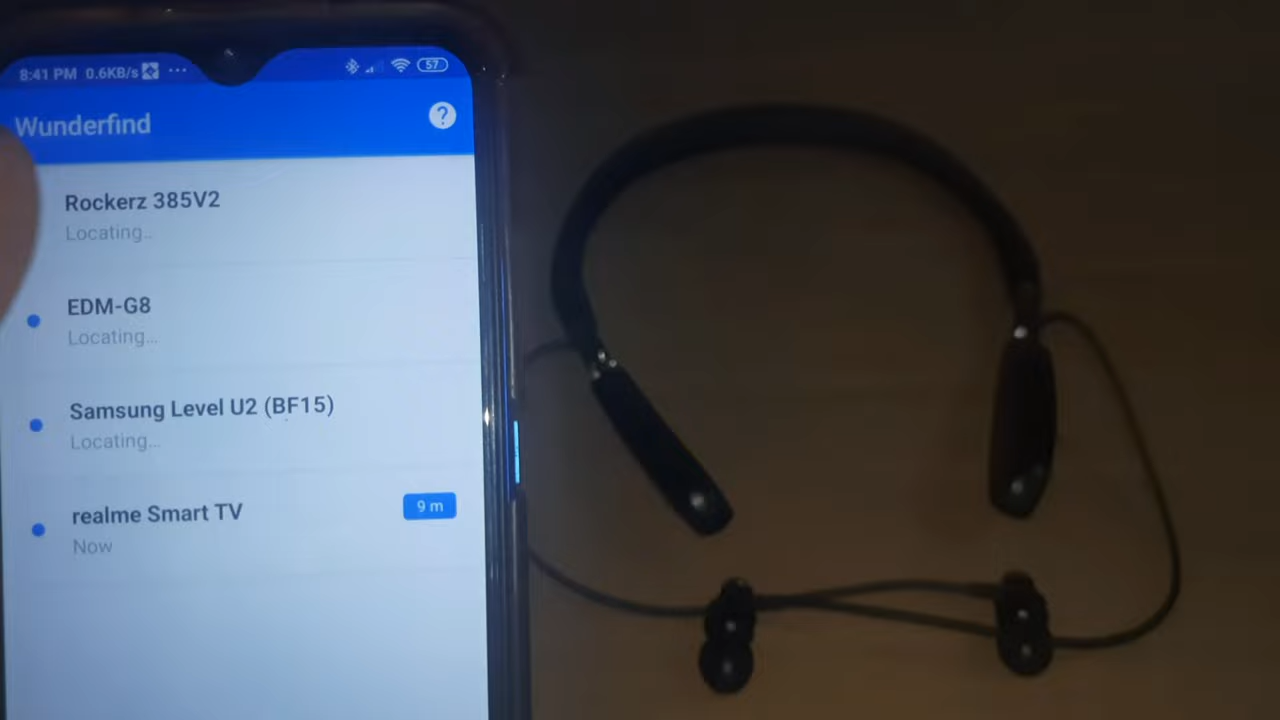 8:41 PM 0.6KB/s ... 57
Wunderfind ?
Rockerz 385V2
Locating..
EDM-G8
Locating...
Samsung Level U2 (BF15)
Locating...
realme Smart TV
9 m
Now